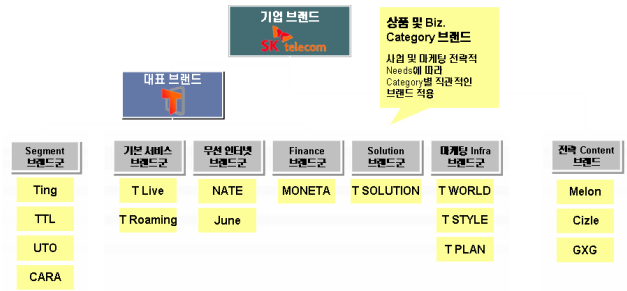 기업 브랜드
SK telecom
상품 및 Biz.
Category 브랜드
사업 및 마케팅 전략적
Needs에 따라
Category별 직관적인
브랜드 적용
대표 브랜드
T
Segment
브랜드군
기본 서비스
브랜드군
무선 인터넷
브랜드군
Finance
브랜드군
Solution
브랜드군
마케팅 Infra
브랜드군
전략 Content
브랜드
Ting
T Live
NATE
MONETA
T SOLUTION
T WORLD
Melon
TTL
T Roaming
June
T STYLE
Cizle
UTO
T PLAN
GXG
CARA